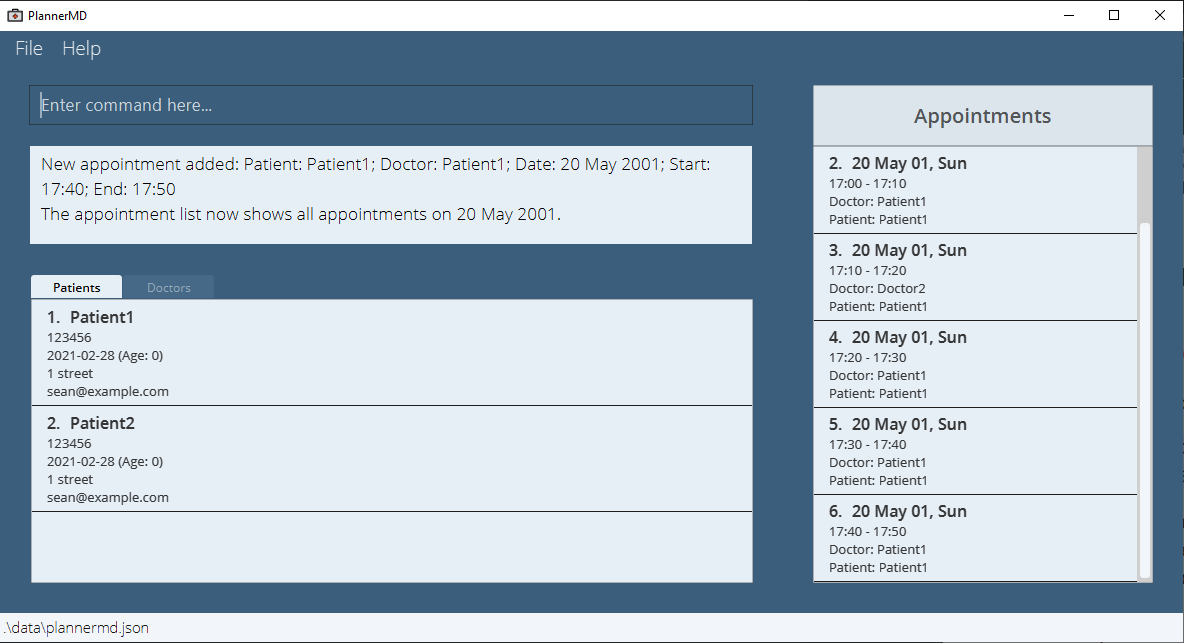 PlannerMD
File Help
Enter command here...
New appointment added: Patient: Patient1; Doctor: Patient1; Date: 20 May 2001; Start:
17:40; End: 17:50
The appointment list now shows all appointments on 20 May 2001.
Patients Doctors
1. Patient1
123456
2021-02-28 (Age: 0)
1 street
sean@example.com
2. Patient2
123456
2021-02-28 (Age: 0)
1 street
sean@example.com
Appointments
2. 20 May 01, Sun
17:00 - 17:10
Doctor: Patient1
Patient: Patient1
3. 20 May 01, Sun
17:10 - 17:20
Doctor: Doctor2
Patient: Patient1
4. 20 May 01, Sun
17:20 - 17:30
Doctor: Patient1
Patient: Patient1
5. 20 May 01, Sun
17:30 - 17:40
Doctor: Patient1
Patient: Patient1
6. 20 May 01, Sun
17:40 - 17:50
Doctor: Patient1
Patient: Patient1
.\data\plannermd.json